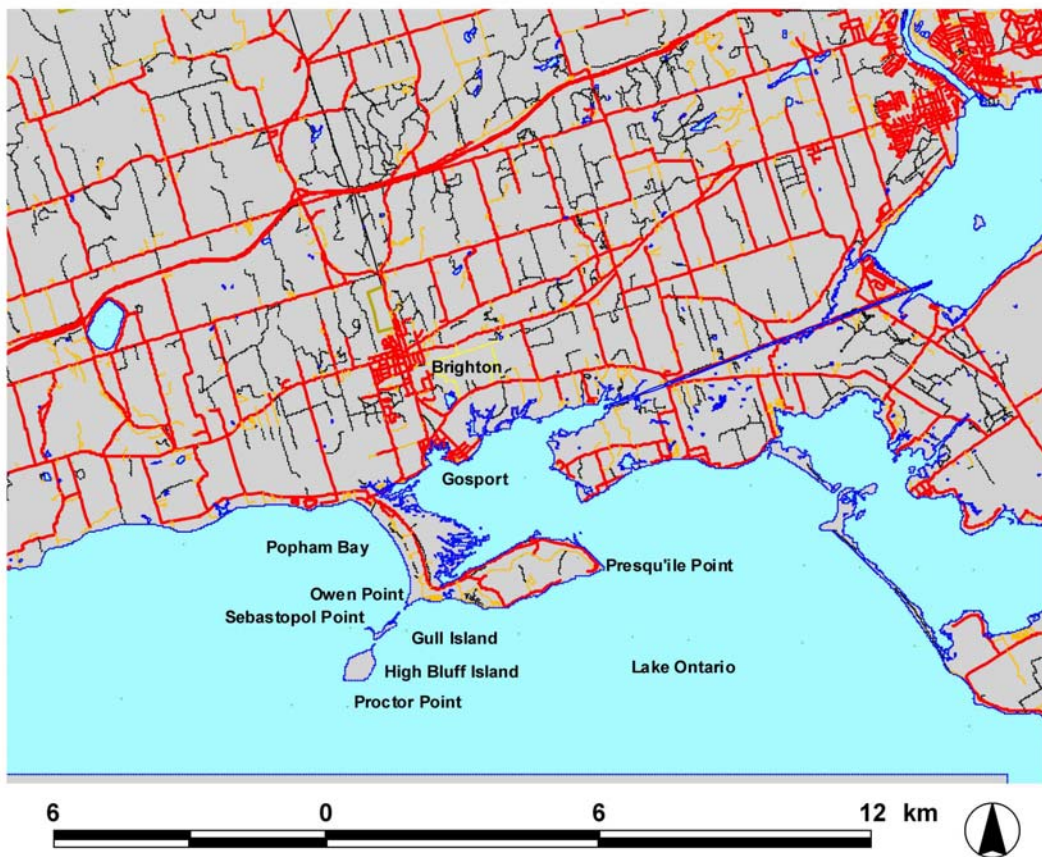 Brighton
Gosport
Popham Bay
Presqu'ile Point
Owen Point
Sebastopol Point
Gull Island
Lake Ontario
High Bluff Island
Proctor Point
6 0 6 12 km